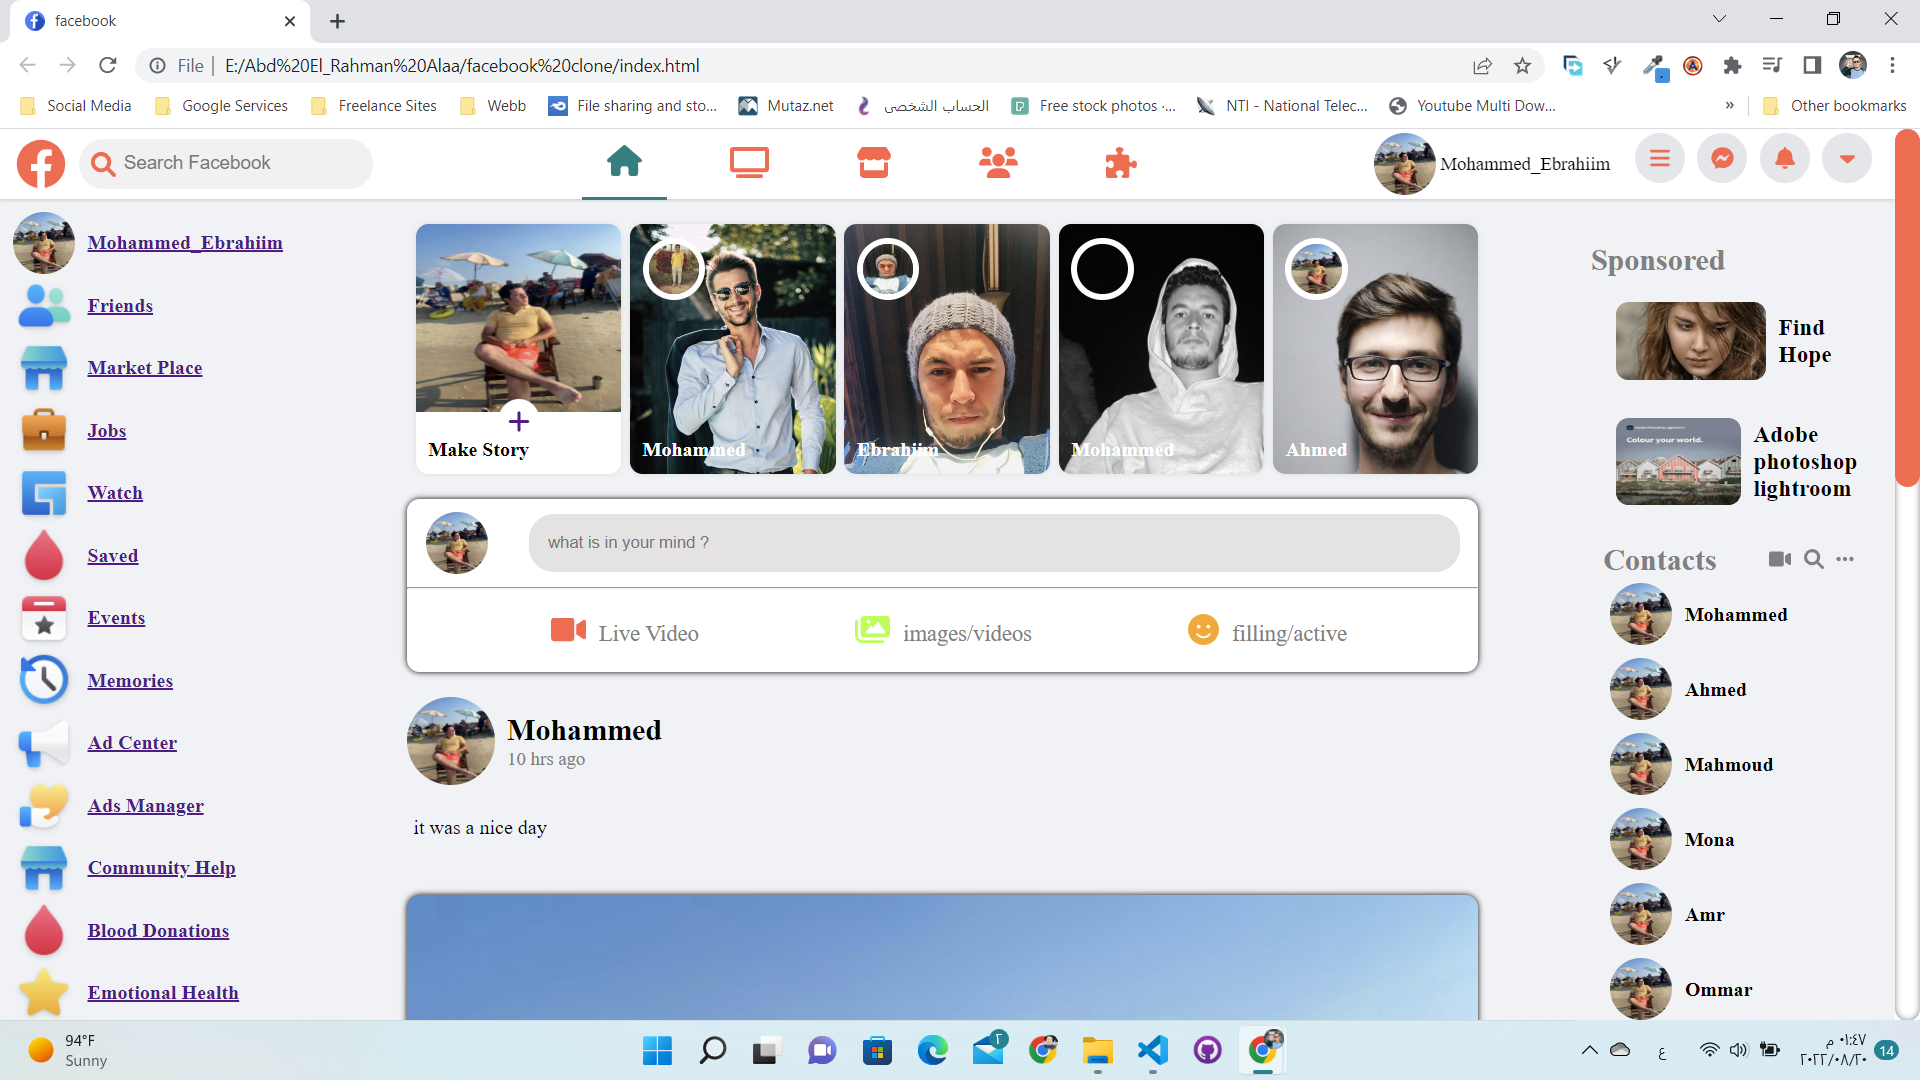 facebook
File
E:/Abd%20El_Rahman%20Alaa/facebook%20clone/index.html
Social Media
Google Services
Freelance Sites
Webb
File sharing and sto...
Mutaz.net
الحساب الشخصى
Free stock photos ·...
NTI - National Telec...
Youtube Multi Dow...
»
Other bookmarks
Search Facebook
Mohammed_Ebrahiim
Mohammed_Ebrahiim
Friends
Market Place
Jobs
Watch
Saved
Events
Memories
Ad Center
Ads Manager
Community Help
Blood Donations
Emotional Health
Make Story
Mohammed
Ebrahiim
Mohammed
Ahmed
what is in your mind ?
Live Video
images/videos
filling/active
Mohammed
10 hrs ago
it was a nice day
Sponsored
Find
Hope
Colour your world.
Adobe
photoshop
lightroom
Contacts
Mohammed
Ahmed
Mahmoud
Mona
Amr
Ommar
94°F
Sunny
٢
ع
٠١:٤٧ م
٢٠٢٢/٠٨/٢٠
14